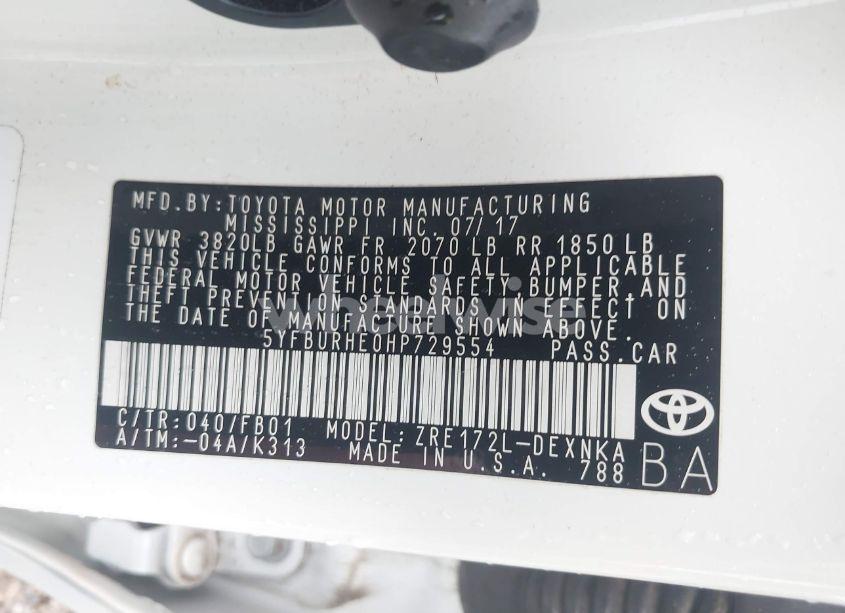 MFD.BY:TOYOTA MOTOR MANUFACTURING
MISSISSIPPI INC. 07/17
GVWR 3820LB GAWR FR 2070 LB RR 1850 LB
THIS VEHICLE CONFORMS TO ALL APPLICABLE
FEDERAL MOTOR VEHICLE SAFETY,BUMPER,AND
THEFT PREVENTION STANDARDS IN EFFECT ON
THE DATE OF MANUFACTURE SHOWN ABOVE.
wheelwise
5YFBURHE0HP729554 PASS.CAR
C/TR:040/FB01 MODEL:ZRE172L-DEXNKA
A/TM:-04A/K313 MADE IN U.S.A. 788
BA